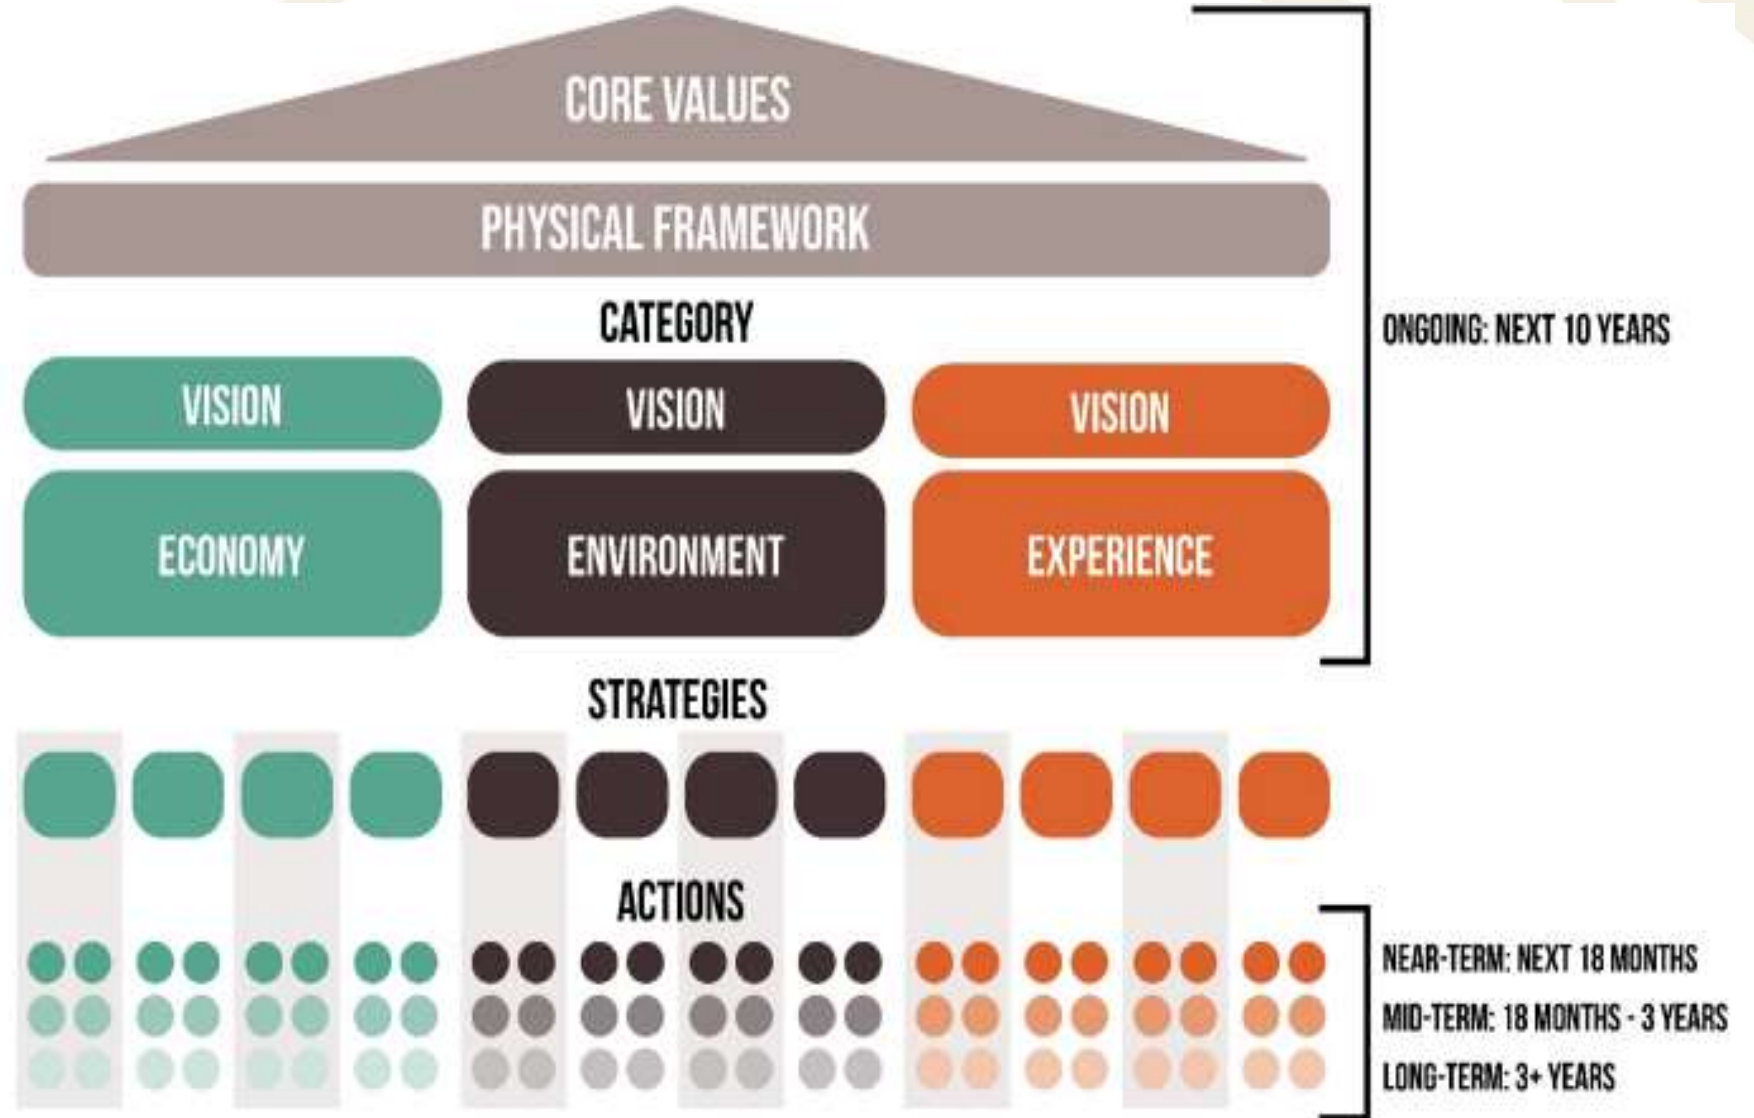 CORE VALUES
PHYSICAL FRAMEWORK
CATEGORY
ONGOING: NEXT 10 YEARS
VISION
VISION
VISION
ECONOMY
ENVIRONMENT
EXPERIENCE
STRATEGIES
ACTIONS
NEAR-TERM: NEXT 18 MONTHS
MID-TERM: 18 MONTHS - 3 YEARS
LONG-TERM: 3+ YEARS